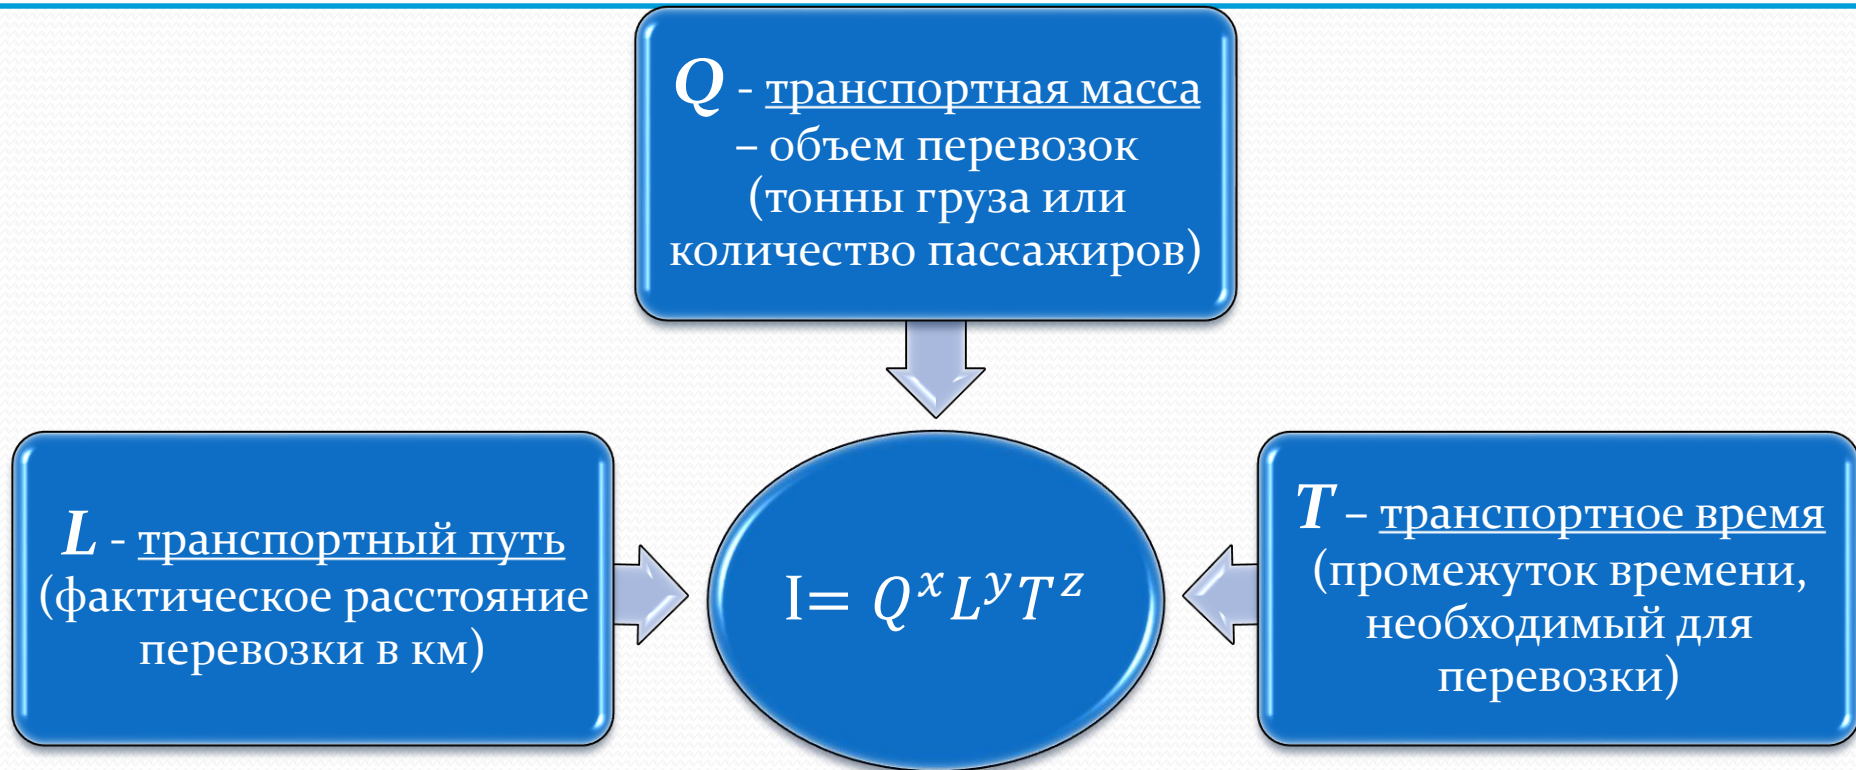 Q - транспортная масса
– объем перевозок
(тонны груза или
количество пассажиров)
L - транспортный путь
(фактическое расстояние
перевозки в км)
I= Q^x L^y T^z
T – транспортное время
(промежуток времени,
необходимый для
перевозки)